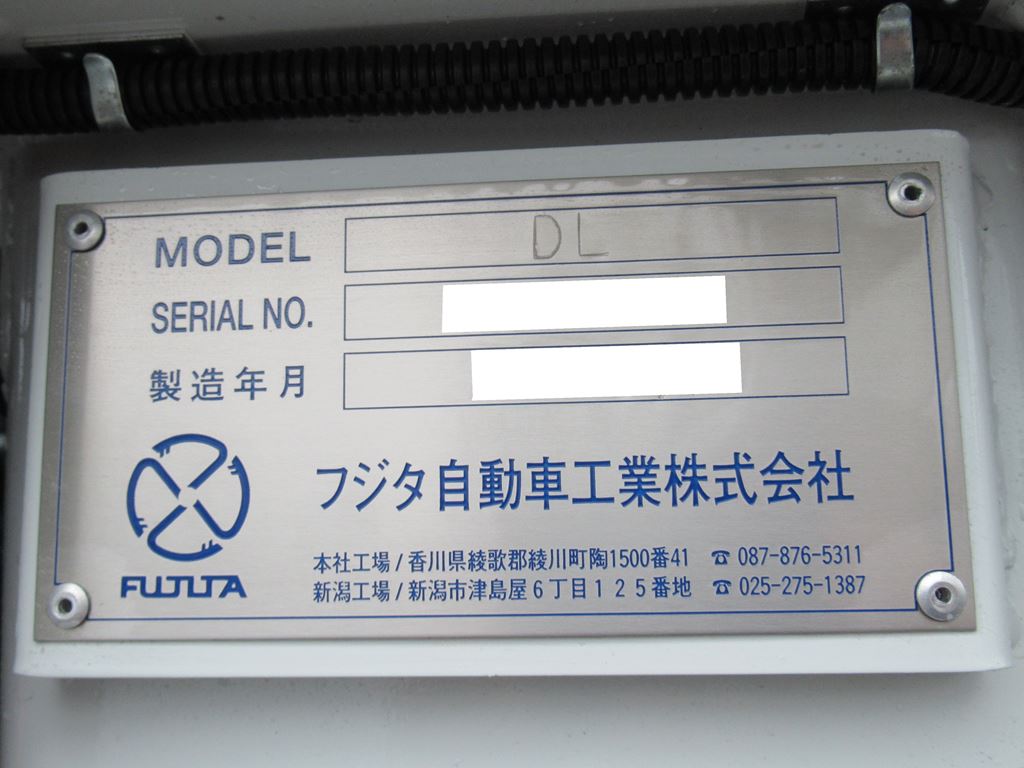 MODEL DL
SERIAL NO.
製造年月
FUJITA
フジタ自動車工業株式会社
本社工場/香川県綾歌郡綾川町陶1500番41 ☎ 087-876-5311
新潟工場/新潟市津島屋6丁目125番地 ☎ 025-275-1387